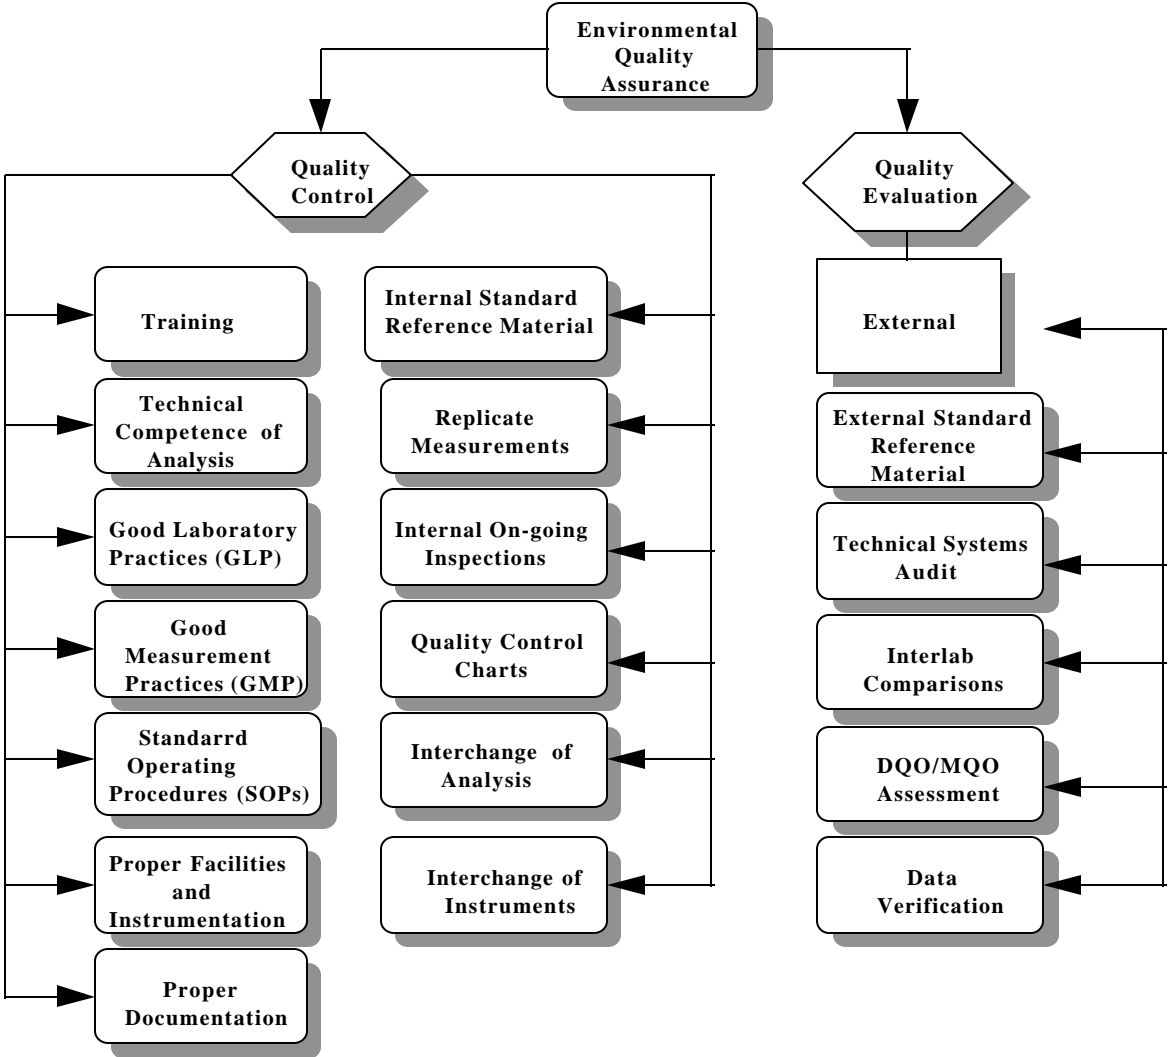 Environmental
Quality
Assurance
Quality
Control
Quality
Evaluation
Training
Technical
Competence of
Analysis
Good Laboratory
Practices (GLP)
Good
Measurement
Practices (GMP)
Standarrd
Operating
Procedures (SOPs)
Proper Facilities
and
Instrumentation
Proper
Documentation
Internal Standard
Reference Material
Replicate
Measurements
Internal On-going
Inspections
Quality Control
Charts
Interchange of
Analysis
Interchange of
Instruments
External
External Standard
Reference
Material
Technical Systems
Audit
Interlab
Comparisons
DQO/MQO
Assessment
Data
Verification